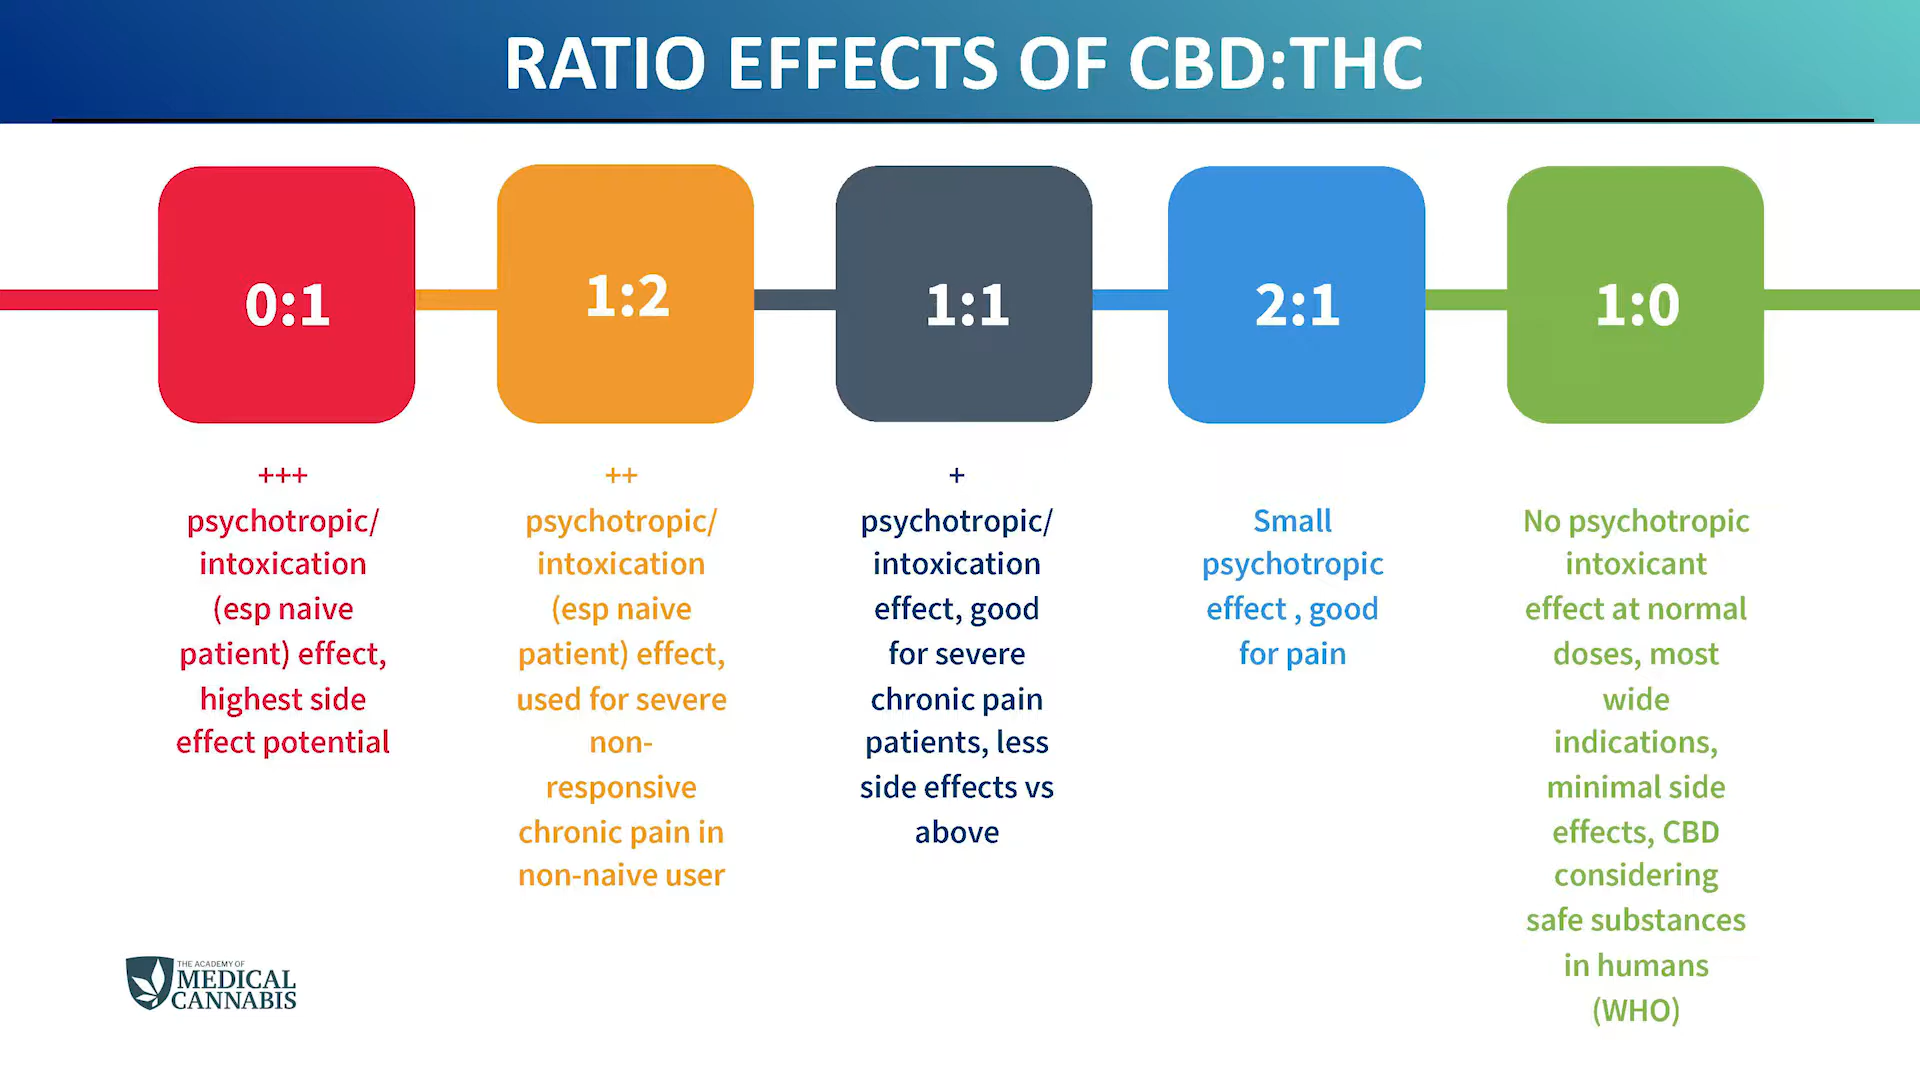 RATIO EFFECTS OF CBD:THC
0:1
+++
psychotropic/
intoxication
(esp naive
patient) effect,
highest side
effect potential
1:2
++
psychotropic/
intoxication
(esp naive
patient) effect,
used for severe
non-
responsive
chronic pain in
non-naive user
1:1
+
psychotropic/
intoxication
effect, good
for severe
chronic pain
patients, less
side effects vs
above
2:1
Small
psychotropic
effect , good
for pain
1:0
No psychotropic
intoxicant
effect at normal
doses, most
wide
indications,
minimal side
effects, CBD
considering
safe substances
in humans
(WHO)
THE ACADEMY OF
MEDICAL
CANNABIS